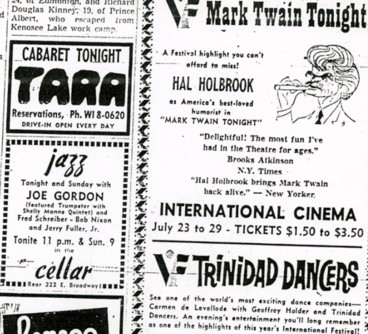 24, of Edmonton, and Richard
Douglas Kinney, 19, of Prince
Albert, who escaped from
Kenosee Lake work camp.
CABARET TONIGHT
TARA
Reservations, Ph. WI 8-0620
DRIVE-IN OPEN EVERY DAY
jazz
Tonight and Sunday with
JOE GORDON
(featured Trumpeter with
Shelly Manne Quintet) and
Fred Schreiber - Bob Nixon
and Jerry Fuller, Jr.
Tonite 11 p.m. & Sun. 9
in the
cellar
Rear 222 E. Broadway
VIF Mark Twain Tonight
A Festival highlight you can't
afford to miss!
HAL HOLBROOK
as America's best-loved
humorist in
"MARK TWAIN TONIGHT"
"Delightful! The most fun I've
had in the Theatre for ages."
Brooks Atkinson
N.Y. Times
"Hal Holbrook brings Mark Twain
back alive." — New Yorker
INTERNATIONAL CINEMA
July 23 to 29 - TICKETS $1.50 to $3.50
VIF TRINIDAD DANCERS
See one of the world's most exciting dance companies—
Carmen de Lavallade with Geoffrey Holder and Trinidad
Dancers. An evening's entertainment you'll long remember
as one of the highlights of this year's International Festival!